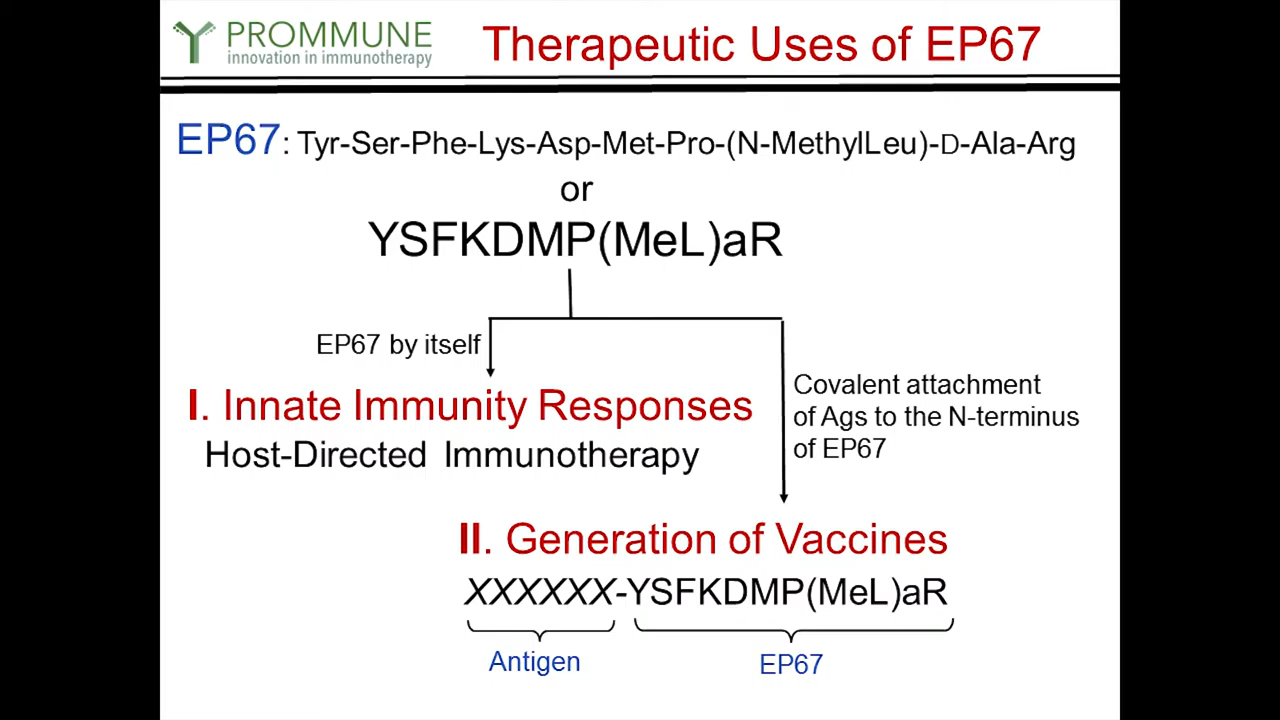 PROMMUNE
innovation in immunotherapy
Therapeutic Uses of EP67
EP67: Tyr-Ser-Phe-Lys-Asp-Met-Pro-(N-MethylLeu)-D-Ala-Arg
or
YSFKDMP(MeL)aR
EP67 by itself
I. Innate Immunity Responses
Host-Directed Immunotherapy
Covalent attachment
of Ags to the N-terminus
of EP67
II. Generation of Vaccines
XXXXXX-YSFKDMP(MeL)aR
Antigen
EP67